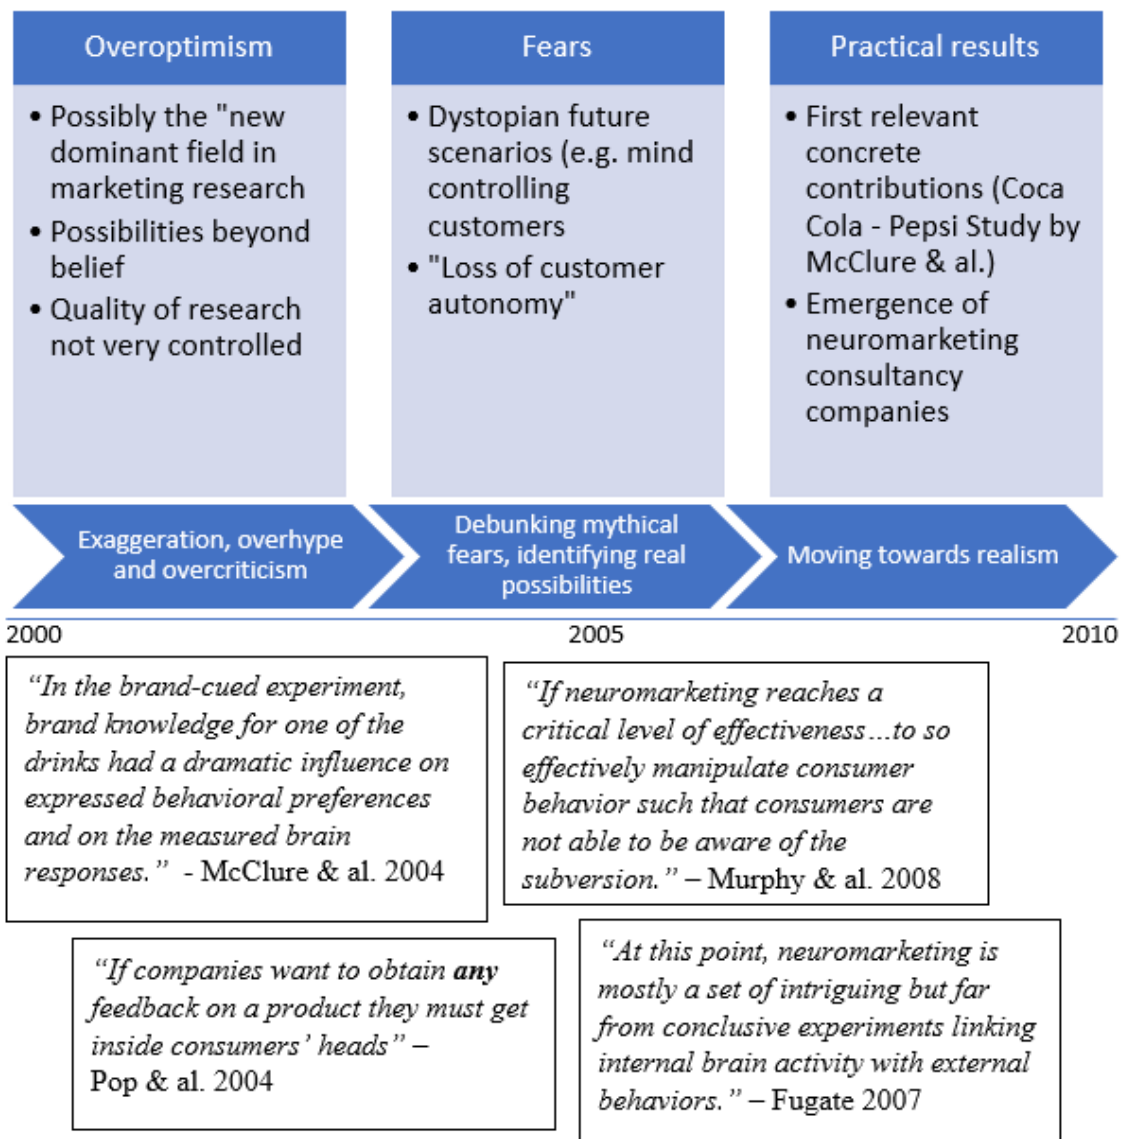 Overoptimism
• Possibly the "new
dominant field in
marketing research
• Possibilities beyond
belief
• Quality of research
not very controlled
Fears
• Dystopian future
scenarios (e.g. mind
controlling
customers
• "Loss of customer
autonomy"
Practical results
• First relevant
concrete
contributions (Coca
Cola - Pepsi Study by
McClure & al.)
• Emergence of
neuromarketing
consultancy
companies
Exaggeration, overhype
and overcriticism
Debunking mythical
fears, identifying real
possibilities
Moving towards realism
2000
2005
2010
“In the brand-cued experiment,
brand knowledge for one of the
drinks had a dramatic influence on
expressed behavioral preferences
and on the measured brain
responses.” - McClure & al. 2004
“If neuromarketing reaches a
critical level of effectiveness…to so
effectively manipulate consumer
behavior such that consumers are
not able to be aware of the
subversion.” – Murphy & al. 2008
“If companies want to obtain any
feedback on a product they must get
inside consumers’ heads” –
Pop & al. 2004
“At this point, neuromarketing is
mostly a set of intriguing but far
from conclusive experiments linking
internal brain activity with external
behaviors.” – Fugate 2007